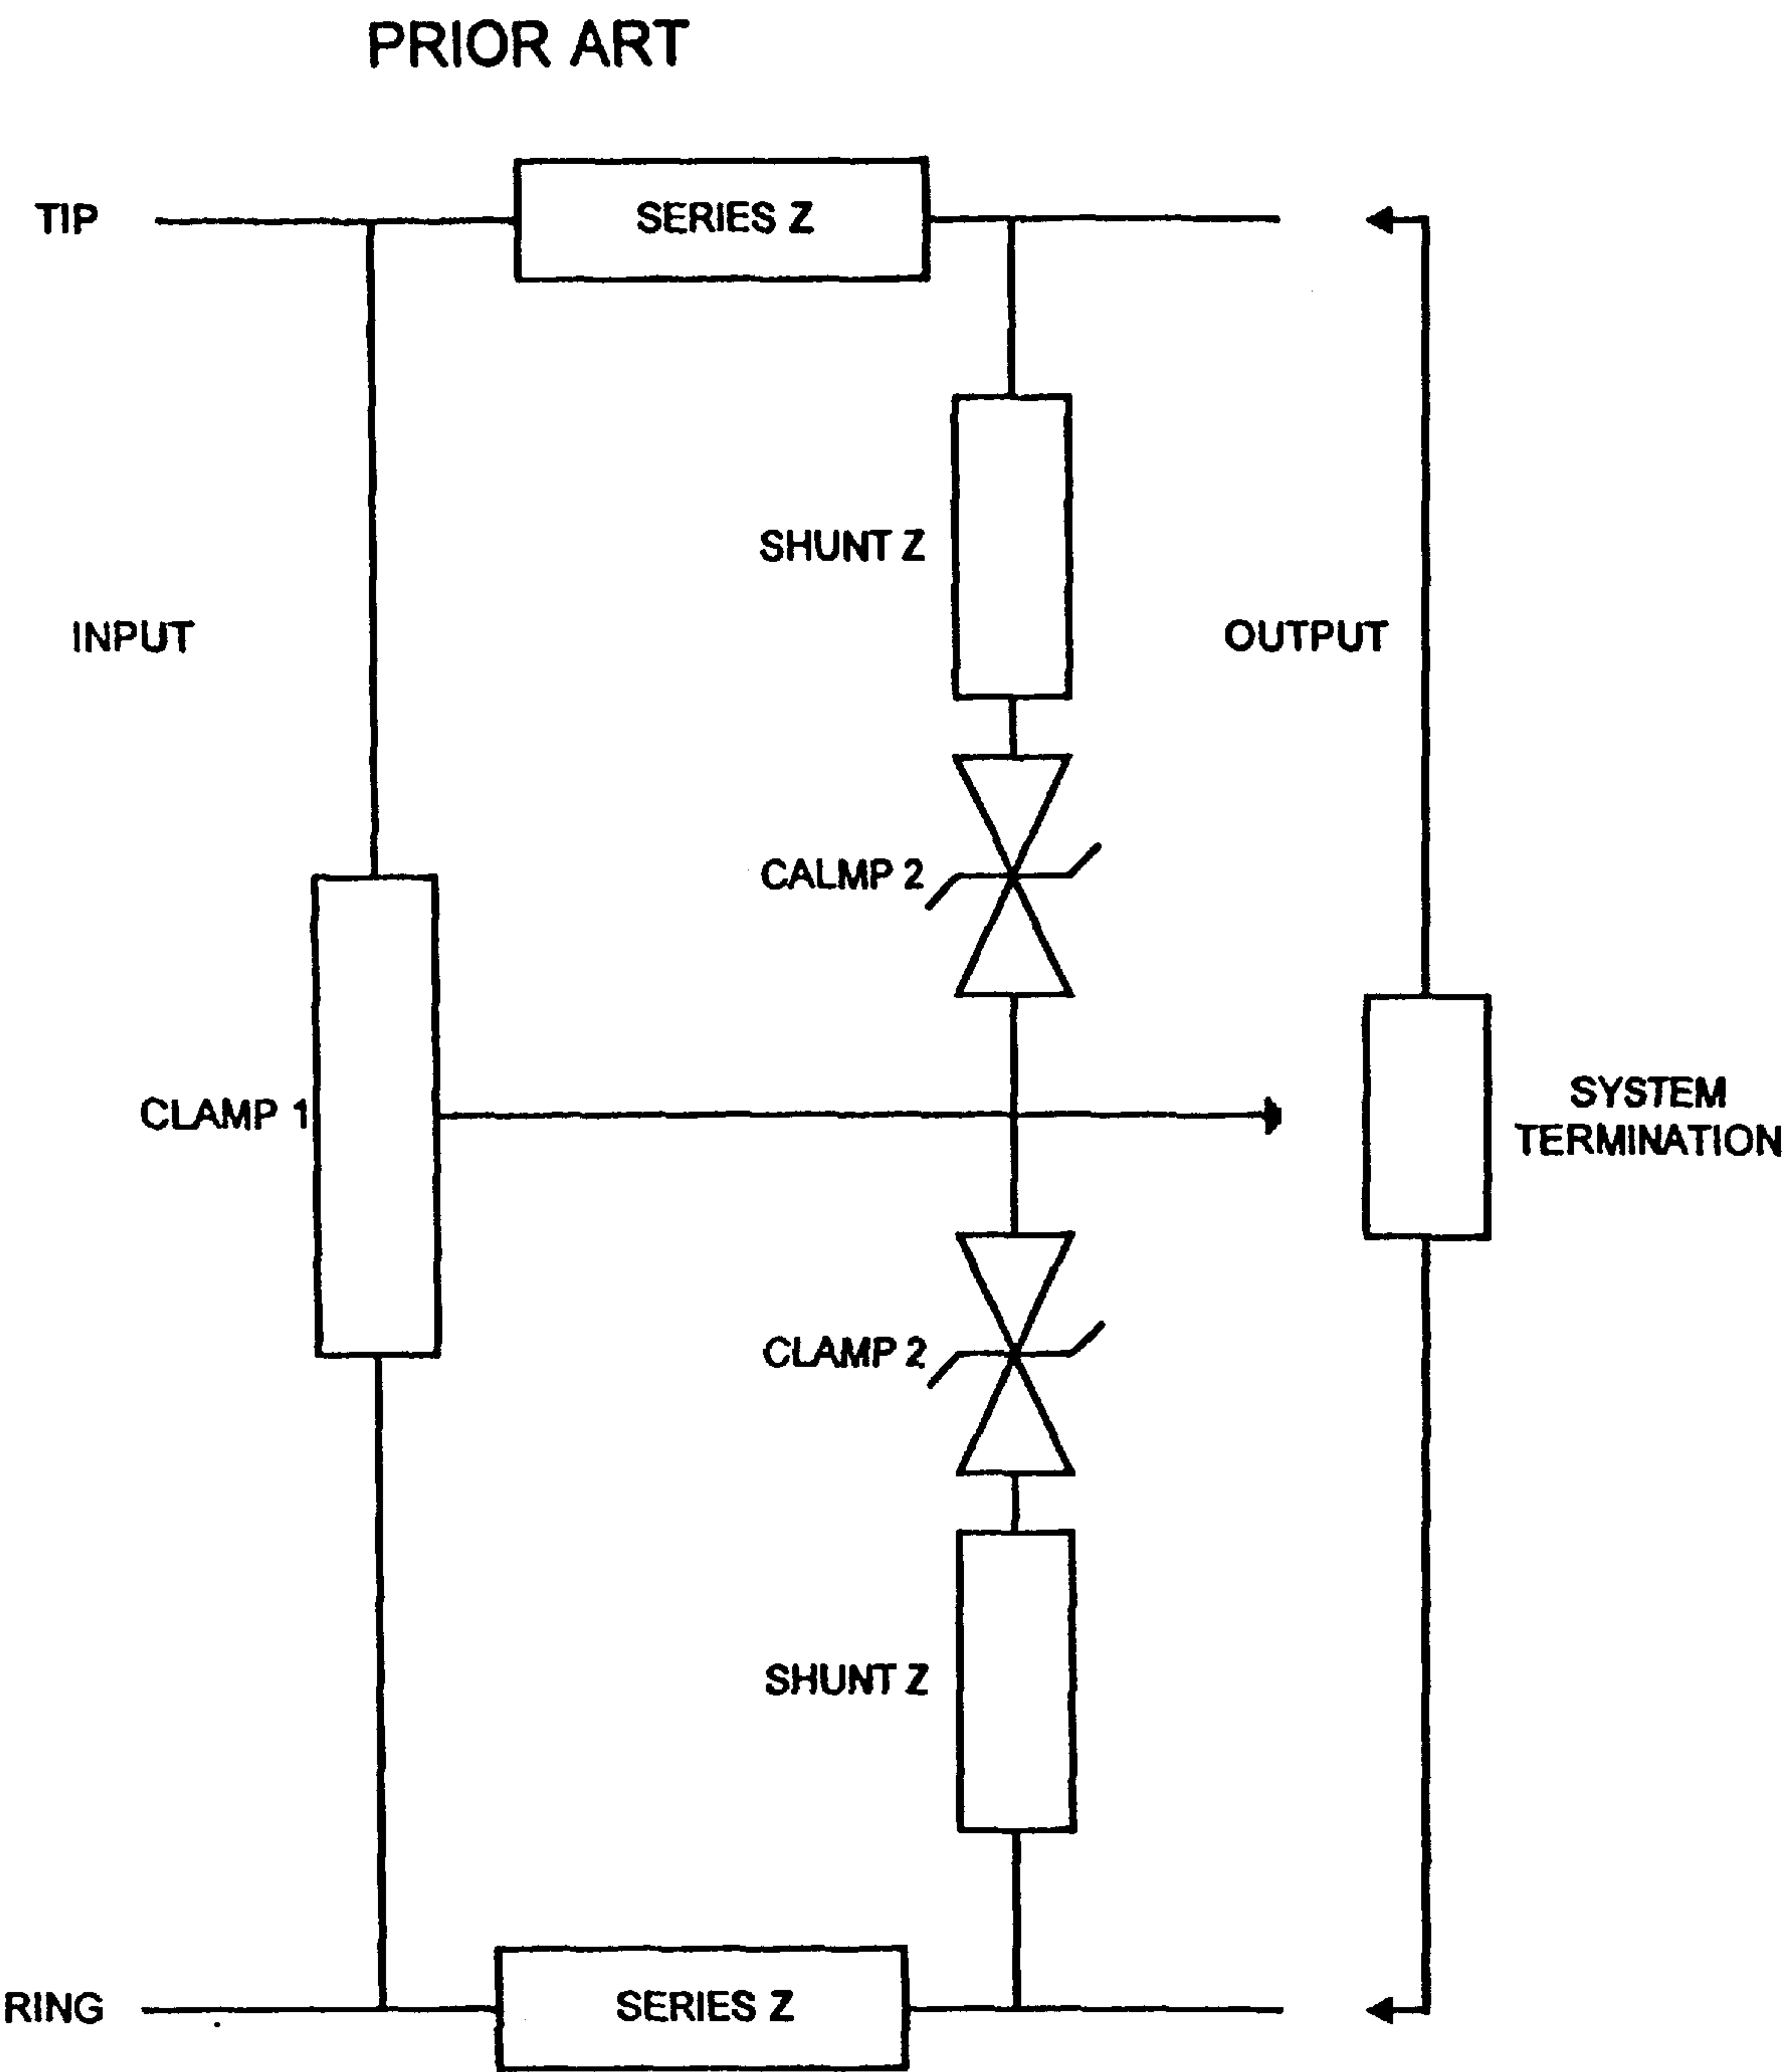 PRIOR ART
TIP
SERIES Z
SHUNT Z
INPUT
OUTPUT
CALMP 2
CLAMP 1
SYSTEM
TERMINATION
CLAMP 2
SHUNT Z
RING
SERIES Z